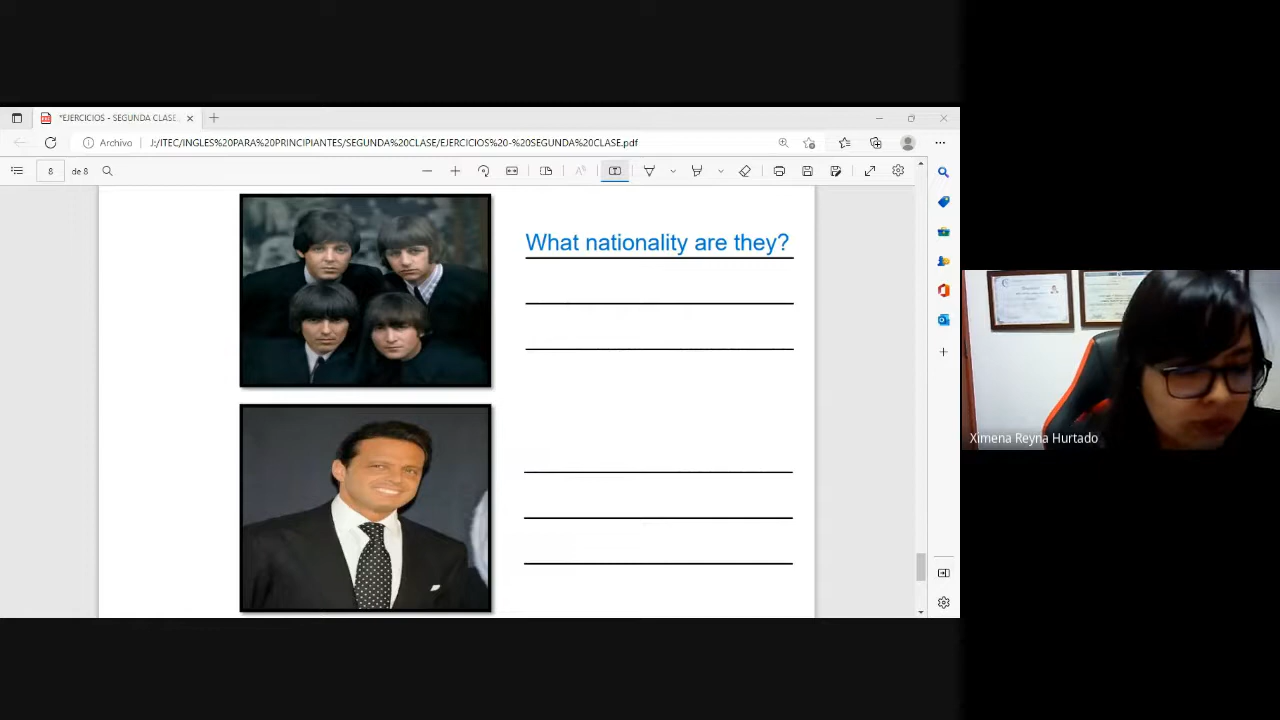 *EJERCICIOS - SEGUNDA CLASE
Archivo
J:/ITEC/INGLES%20PARA%20PRINCIPIANTES/SEGUNDA%20CLASE/EJERCICIOS%20-%20SEGUNDA%20CLASE.pdf
8 de 8
What nationality are they?
Ximena Reyna Hurtado